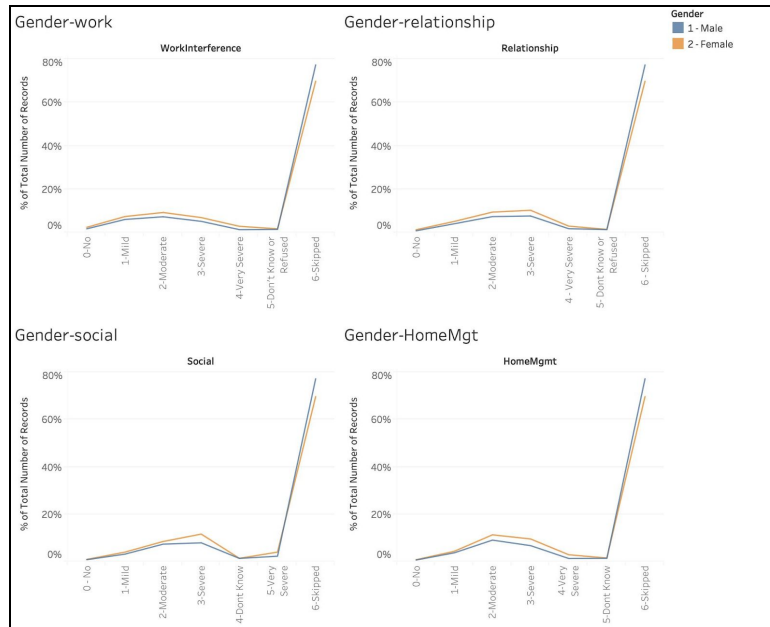 Gender-work
WorkInterference
% of Total Number of Records
80%
60%
40%
20%
0%
0-No
1-Mild
2-Moderate
3-Severe
4-Very Severe
5-Don't Know or
Refused
6-Skipped
Gender-relationship
Relationship
% of Total Number of Records
80%
60%
40%
20%
0%
0-No
1-Mild
2-Moderate
3-Severe
4 - Very Severe
5-Dont Know or
Refused
6 - Skipped
Gender
1 - Male
2 - Female
Gender-social
Social
% of Total Number of Records
80%
60%
40%
20%
0%
0 - No
1-Mild
2-Moderate
3-Severe
4-Dont Know
5-Very
Severe
6-Skipped
Gender-HomeMgt
HomeMgmt
% of Total Number of Records
80%
60%
40%
20%
0%
0-No
1-Mild
2-Moderate
3-Severe
4-Very
Severe
5-Dont Know
6-Skipped